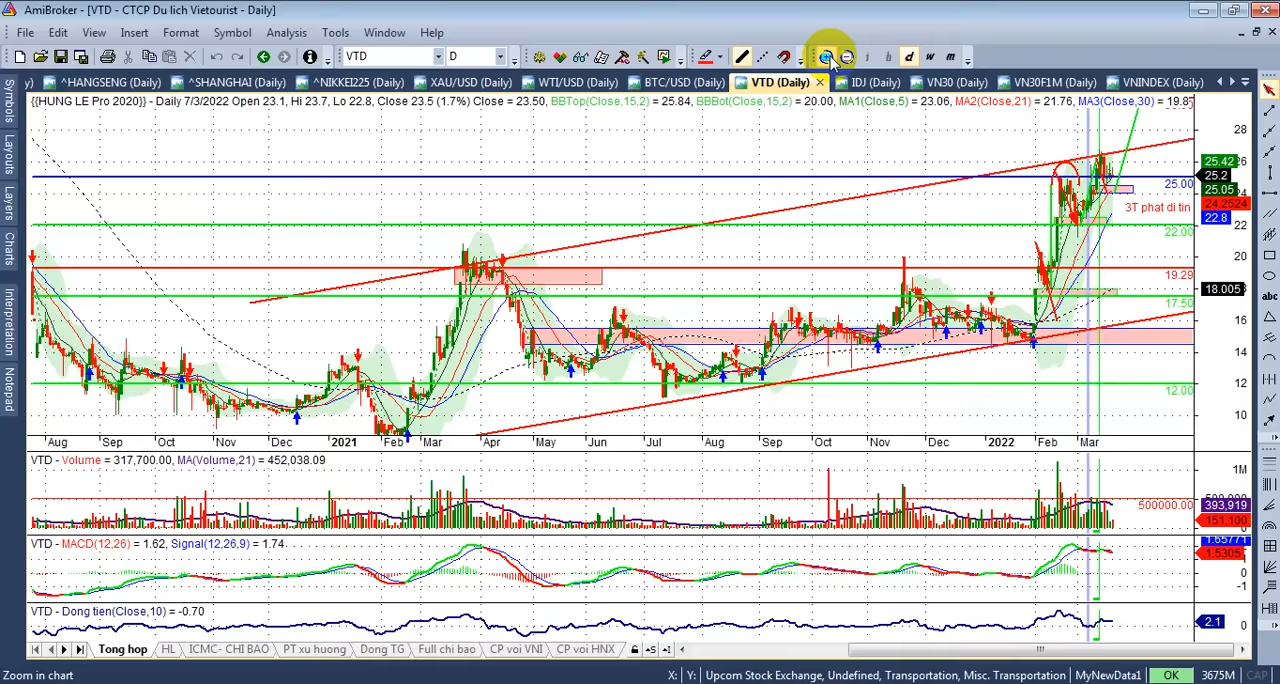 AmiBroker - [VTD - CTCP Du lich Vietourist - Daily]
File Edit View Insert Format Symbol Analysis Tools Window Help
VTD D i h d w m
y) ^HANGSENG (Daily) ^SHANGHAI (Daily) ^NIKKEI225 (Daily) XAU/USD (Daily) WTI/USD (Daily) BTC/USD (Daily) VTD (Daily) IDJ (Daily) VN30 (Daily) VN30F1M (Daily) VNINDEX (Daily)
{{HUNG LE Pro 2020}} - Daily 7/3/2022 Open 23.1, Hi 23.7, Lo 22.8, Close 23.5 (1.7%) Close = 23.50, BBTop(Close,15,2) = 25.84, BBBot(Close,15,2) = 20.00, MA1(Close,5) = 23.06, MA2(Close,21) = 21.76, MA3(Close,30) = 19.87
Symbols
Layouts
Layers
Charts
Interpretation
Notepad
28
25.42
25.2
25.00
25.05
24.2524
3T phat di tin
22.8
22
22.00
20
19.29
18.005
17.50
16
14
12
12.00
10
Aug Sep Oct Nov Dec 2021 Feb Mar Apr May Jun Jul Aug Sep Oct Nov Dec 2022 Feb Mar
VTD - Volume = 317,700.00, MA(Volume,21) = 452,038.09
1M
500000.00
393,919
151,100
VTD - MACD(12,26) = 1.62, Signal(12,26,9) = 1.74
1.65771
1.5305
0
-1
VTD - Dong tien(Close,10) = -0.70
2.1
0
Tong hop HL ICMC- CHI BAO PT xu huong Dong TG Full chi bao CP voi VNI CP voi HNX
Zoom in chart X: Y: Upcom Stock Exchange, Undefined, Transportation, Misc. Transportation MyNewData1 OK 3675M CAP
abc